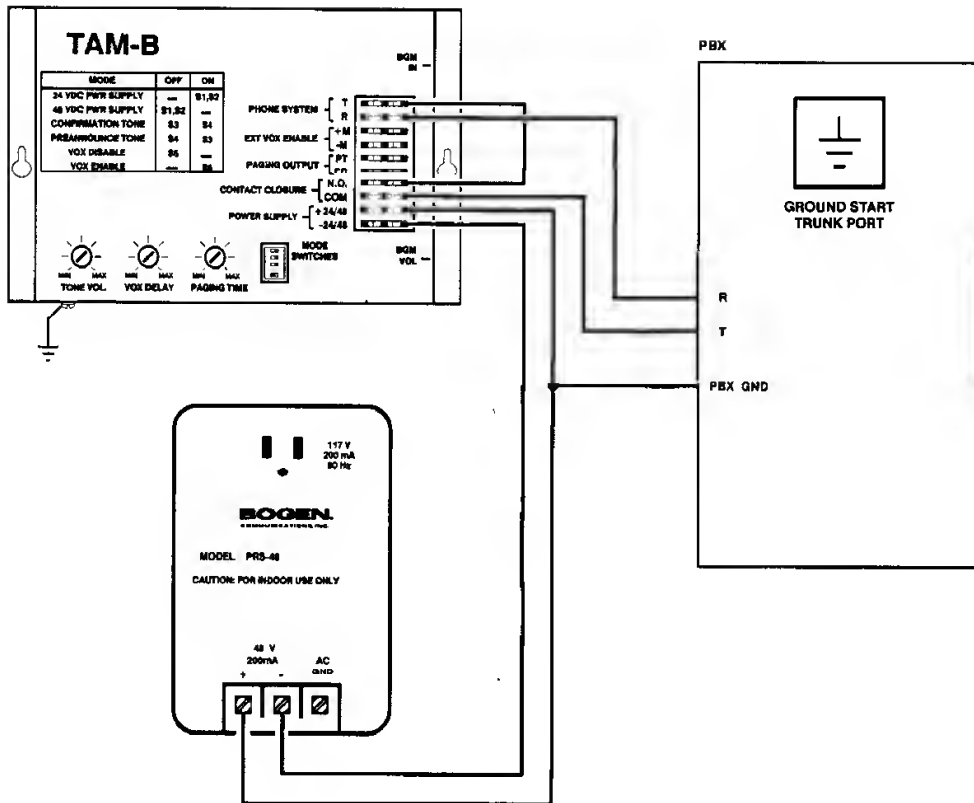 TAM-B
BGM
IN
MODE OFF ON
24 VDC PWR SUPPLY — S1,S2
48 VDC PWR SUPPLY S1,S2 —
CONFIRMATION TONE S3 S4
PREANNOUNCE TONE S4 S3
VOX DISABLE S5 —
VOX ENABLE —
PHONE SYSTEM
T
R
EXT VOX ENABLE
+M
-M
PAGING OUTPUT
PT
CONTACT CLOSURE
N.O.
COM
POWER SUPPLY
+24/48
-24/48
MODE
SWITCHES
BGM
VOL
MIN MAX
TONE VOL.
MIN MAX
VOX DELAY
MIN MAX
PAGING TIME
PBX
GROUND START
TRUNK PORT
R
T
PBX GND
117 V
200 mA
60 Hz
BOGEN.
COMMUNICATIONS, INC.
MODEL PRS-48
CAUTION: FOR INDOOR USE ONLY
48 V
200mA
AC
GND
+ -